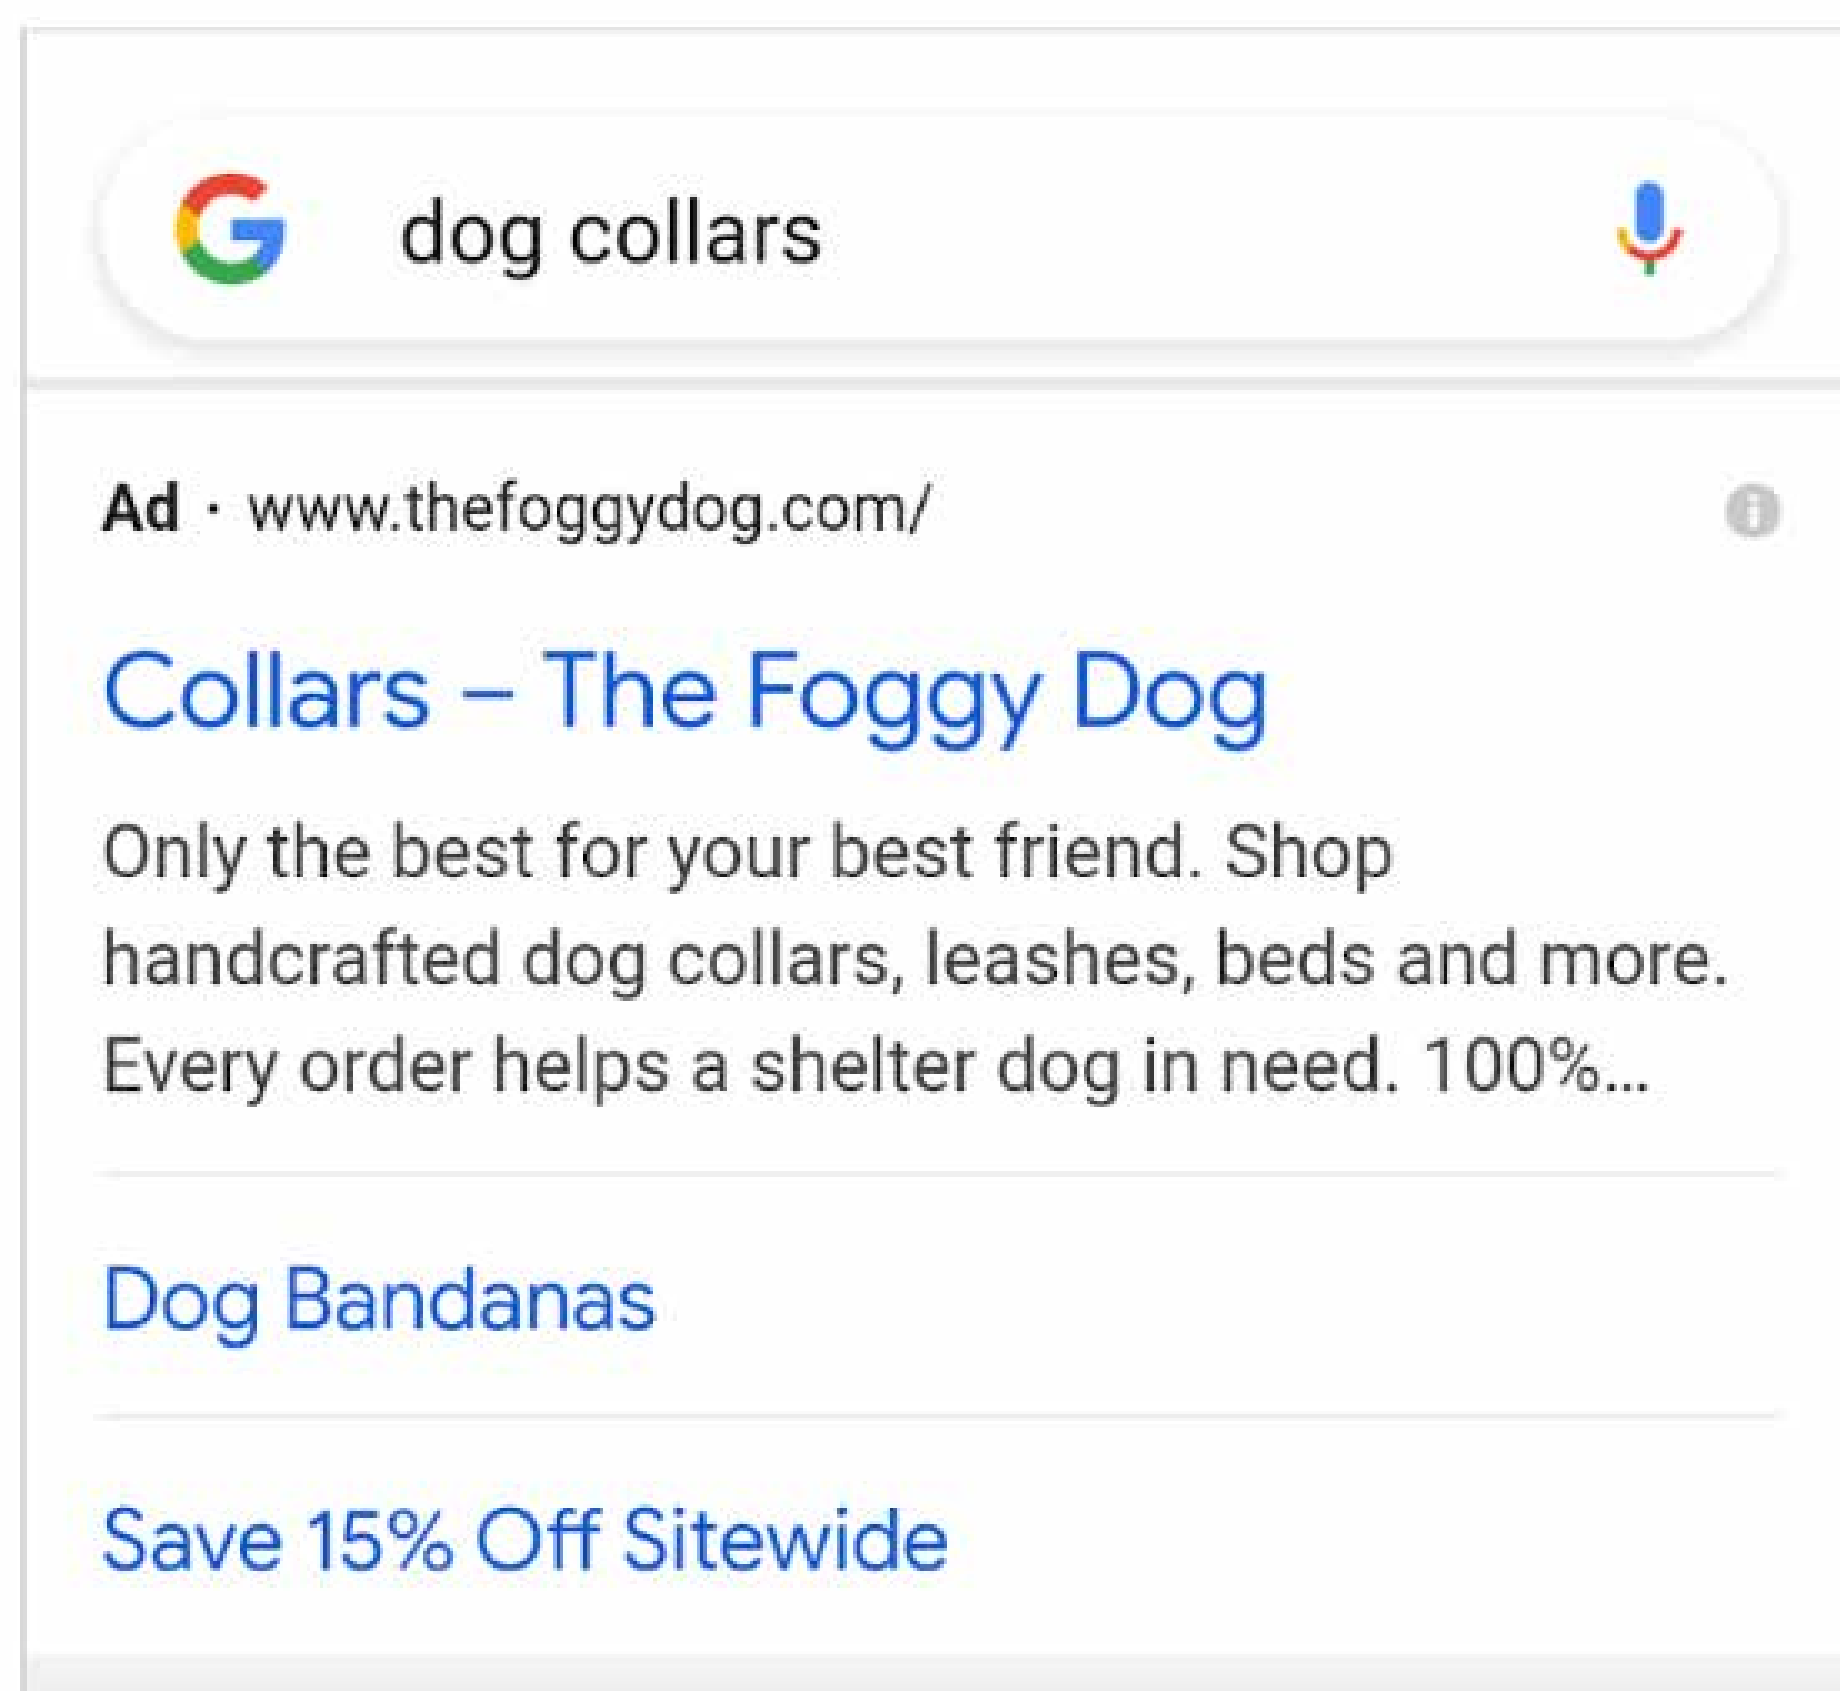 dog collars
Ad · www.thefoggydog.com/
Collars – The Foggy Dog
Only the best for your best friend. Shop
handcrafted dog collars, leashes, beds and more.
Every order helps a shelter dog in need. 100%...
Dog Bandanas
Save 15% Off Sitewide